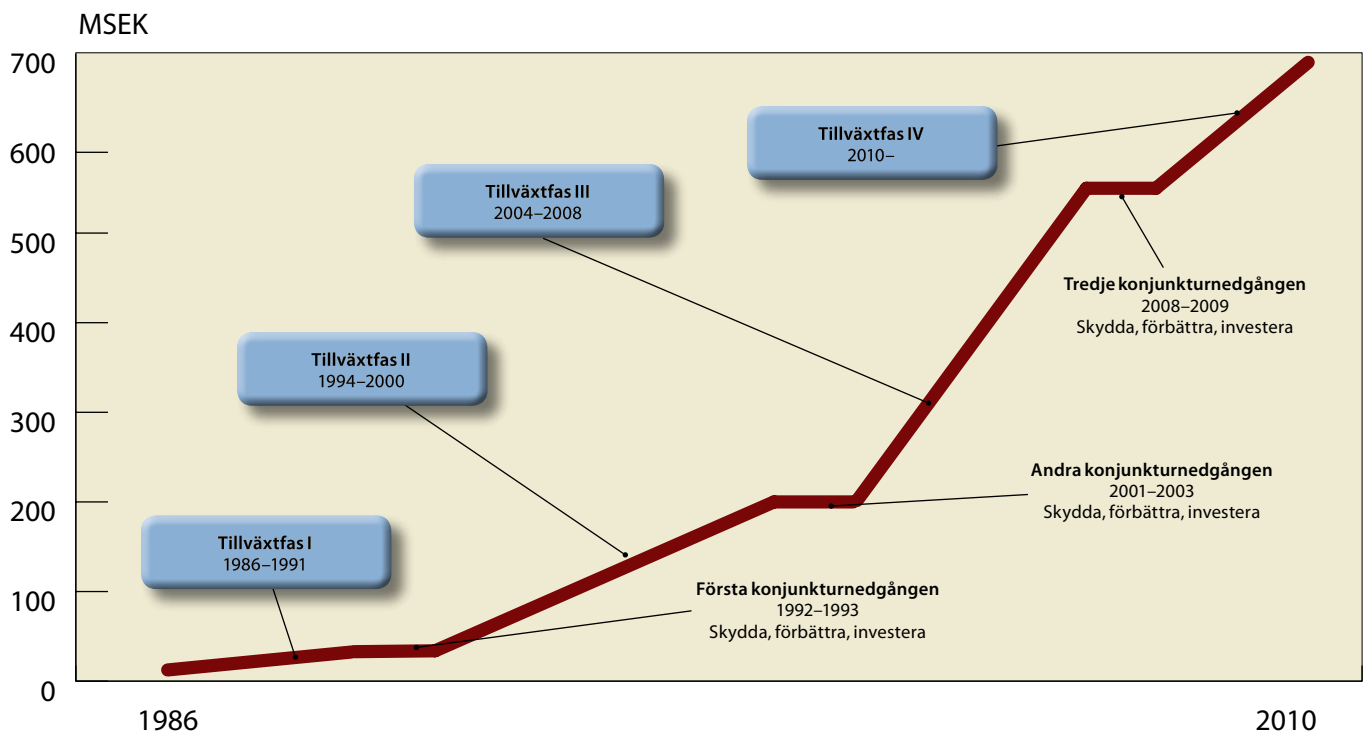 MSEK
700
600
500
400
300
200
100
0
1986
2010
Tillväxtfas I
1986–1991
Tillväxtfas II
1994–2000
Tillväxtfas III
2004–2008
Tillväxtfas IV
2010–
Första konjunkturnedgången
1992–1993
Skydda, förbättra, investera
Andra konjunkturnedgången
2001–2003
Skydda, förbättra, investera
Tredje konjunkturnedgången
2008–2009
Skydda, förbättra, investera